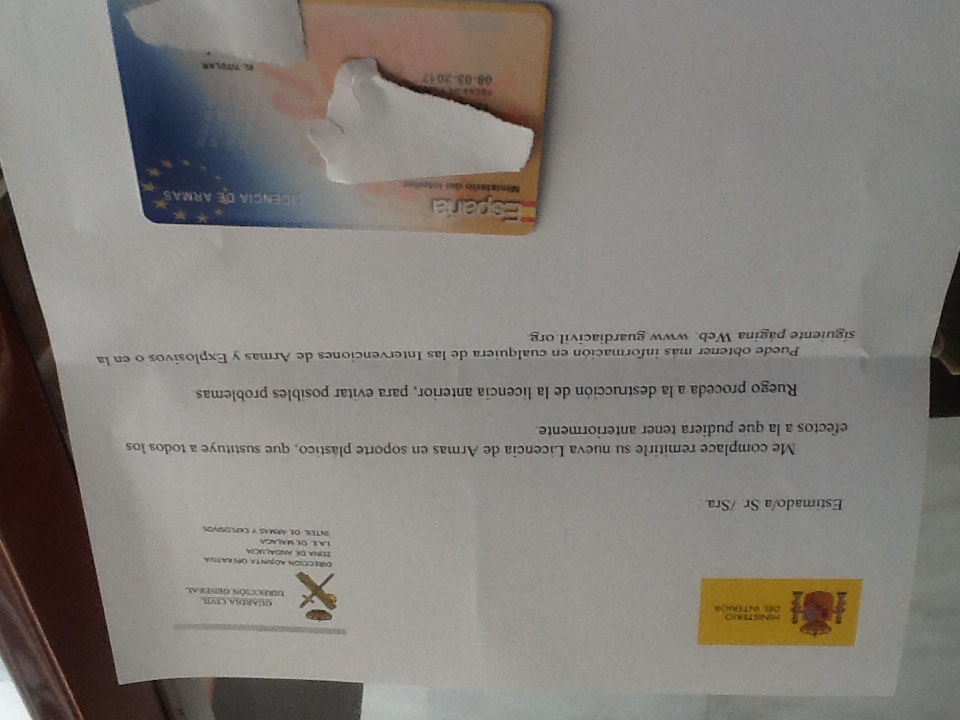 MINISTERIO
DEL INTERIOR
GUARDIA CIVIL
DIRECCIÓN GENERAL
DIRECCIÓN ADJUNTA OPERATIVA
ZONA DE ANDALUCIA
I.A.E. DE MALAGA
INTER. DE ARMAS Y EXPLOSIVOS
Estimado/a Sr. /Sra.
Me complace remitirle su nueva Licencia de Armas en soporte plástico, que sustituye a todos los
efectos a la que pudiera tener anteriormente.
Ruego proceda a la destrucción de la licencia anterior, para evitar posibles problemas
Puede obtener más información en cualquiera de las Intervenciones de Armas y Explosivos o en la
siguiente página Web. www guardiacivil.org.
España
LICENCIA DE ARMAS
Ministerio del Interior
08-03-2017
EL TITULAR